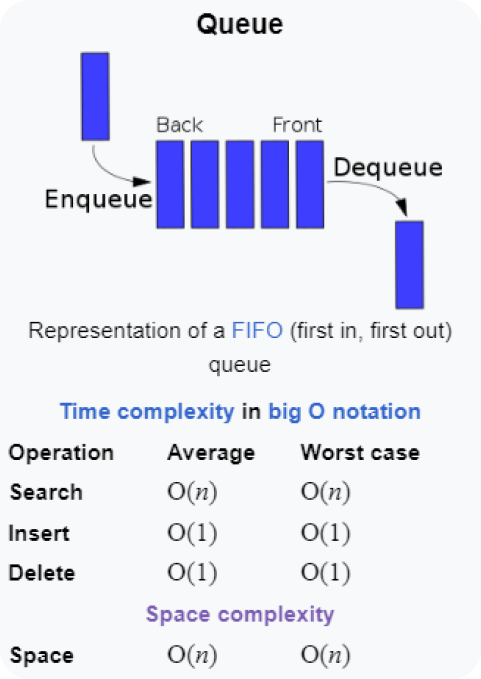 Queue
Back Front
Dequeue
Enqueue
Representation of a FIFO (first in, first out)
queue
Time complexity in big O notation
Operation Average Worst case
Search O(n) O(n)
Insert O(1) O(1)
Delete O(1) O(1)
Space complexity
Space O(n) O(n)